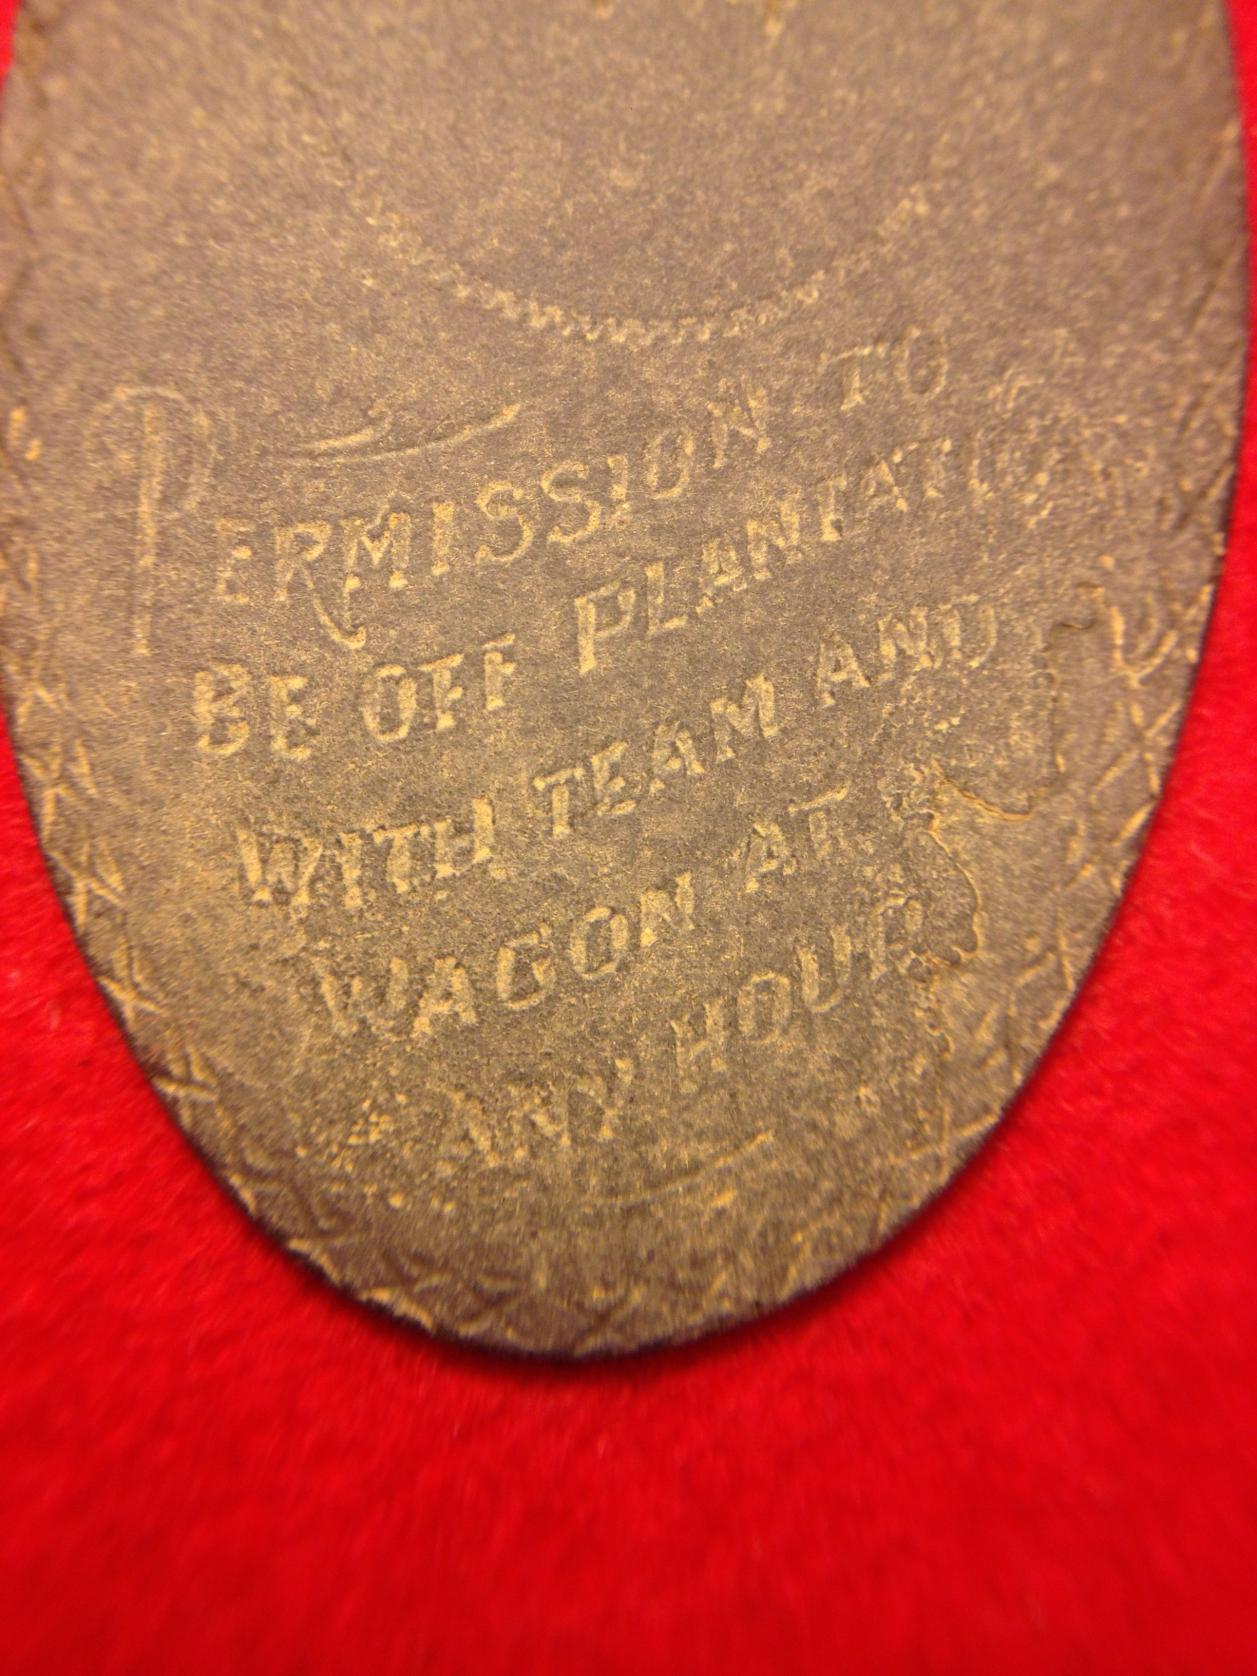 PERMISSION TO
BE OFF PLANTATION
WITH TEAM AND
WAGON AT
ANY HOUR